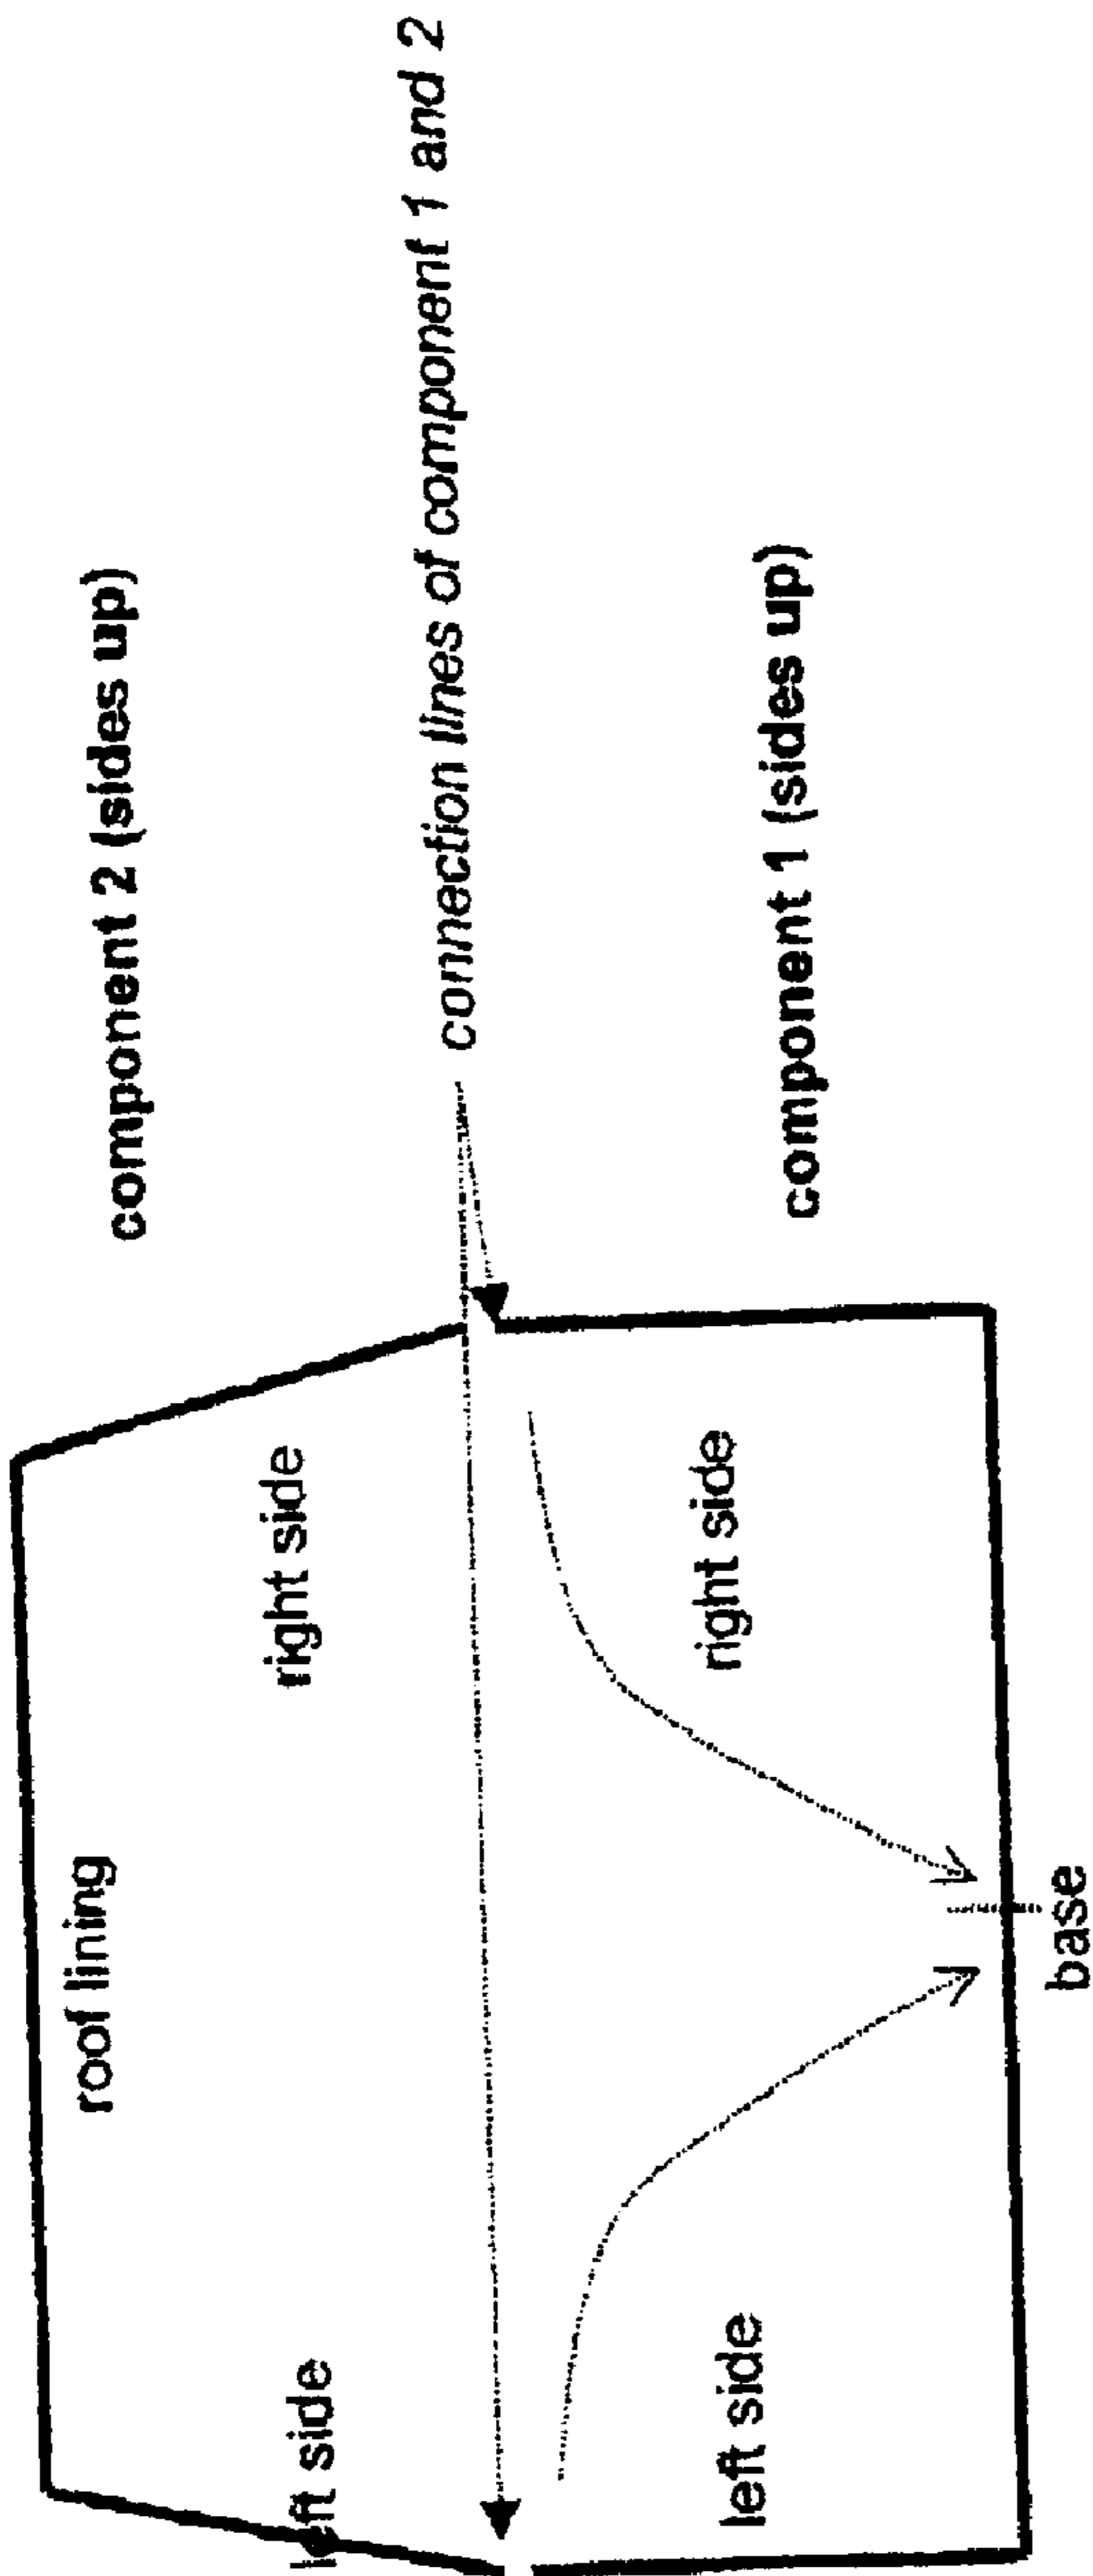 component 2 (sides up)
roof lining
left side
right side
connection lines of component 1 and 2
component 1 (sides up)
left side
right side
base